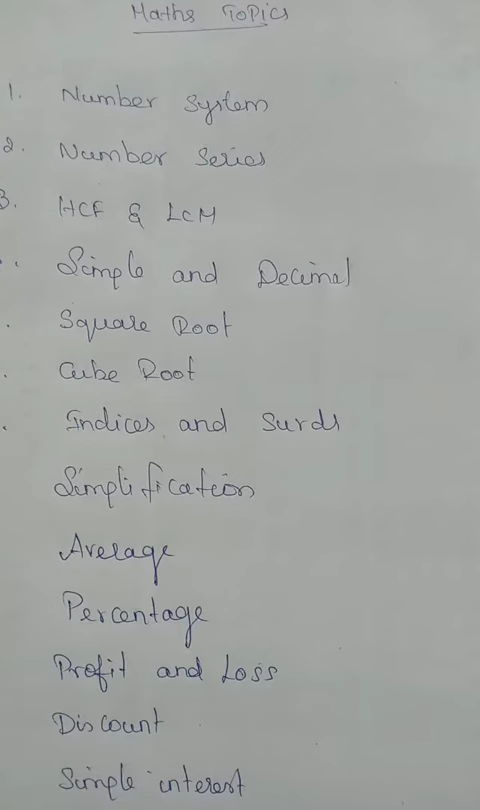 Maths Topics
1. Number System
2. Number Series
3. HCF & LCM
Simple and Decimal
Square Root
Cube Root
Indices and Surds
Simplification
Average
Percentage
Profit and Loss
Discount
Simple interest